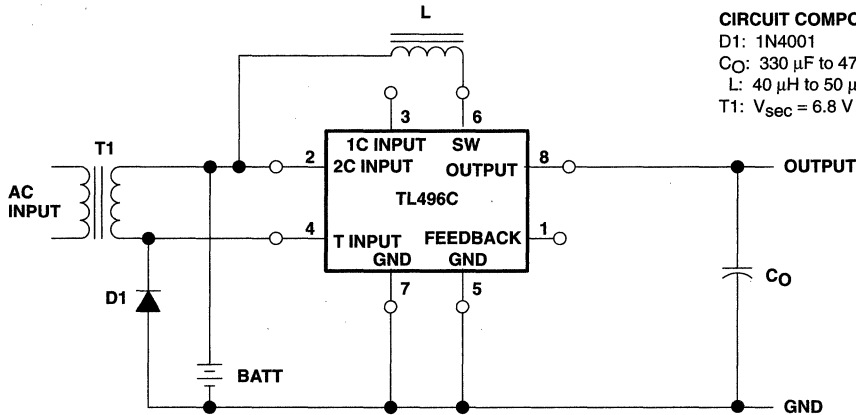 L
CIRCUIT COMPO
D1: 1N4001
CO: 330 µF to 47
L: 40 µH to 50 µ
T1: Vsec = 6.8 V
3
6
T1
1C INPUT
SW
2
2C INPUT
OUTPUT
8
OUTPUT
AC
INPUT
TL496C
4
T INPUT
FEEDBACK
1
GND
GND
D1
7
5
CO
BATT
GND